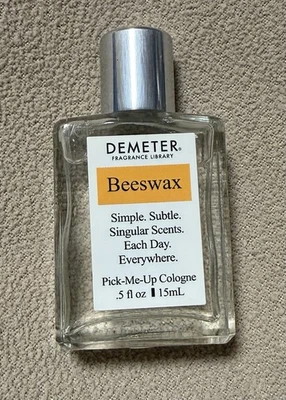 DEMETER®
FRAGRANCE LIBRARY
Beeswax
Simple. Subtle.
Singular Scents.
Each Day.
Everywhere.
Pick-Me-Up Cologne
.5 fl oz ▮ 15mL